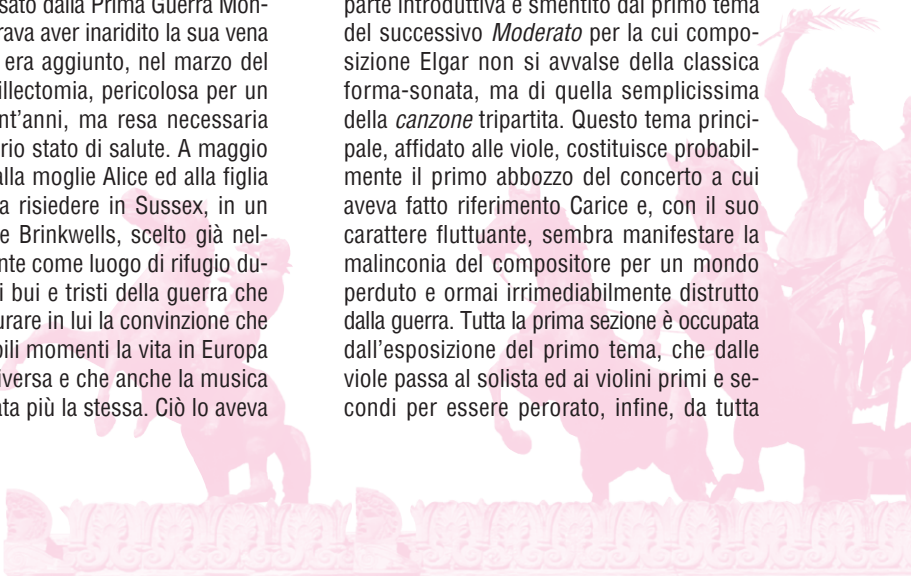 sato dalla Prima Guerra Mon-
rava aver inaridito la sua vena
era aggiunto, nel marzo del
illectomia, pericolosa per un
nt'anni, ma resa necessaria
rio stato di salute. A maggio
alla moglie Alice ed alla figlia
a risiedere in Sussex, in un
e Brinkwells, scelto già nel-
nte come luogo di rifugio du-
i bui e tristi della guerra che
urare in lui la convinzione che
bili momenti la vita in Europa
iversa e che anche la musica
ata più la stessa. Ciò lo aveva
parte introduttiva è smentito dal primo tema
del successivo Moderato per la cui compo-
sizione Elgar non si avvalse della classica
forma-sonata, ma di quella semplicissima
della canzone tripartita. Questo tema princi-
pale, affidato alle viole, costituisce probabil-
mente il primo abbozzo del concerto a cui
aveva fatto riferimento Carice e, con il suo
carattere fluttuante, sembra manifestare la
malinconia del compositore per un mondo
perduto e ormai irrimediabilmente distrutto
dalla guerra. Tutta la prima sezione è occupata
dall'esposizione del primo tema, che dalle
viole passa al solista ed ai violini primi e se-
condi per essere perorato, infine, da tutta